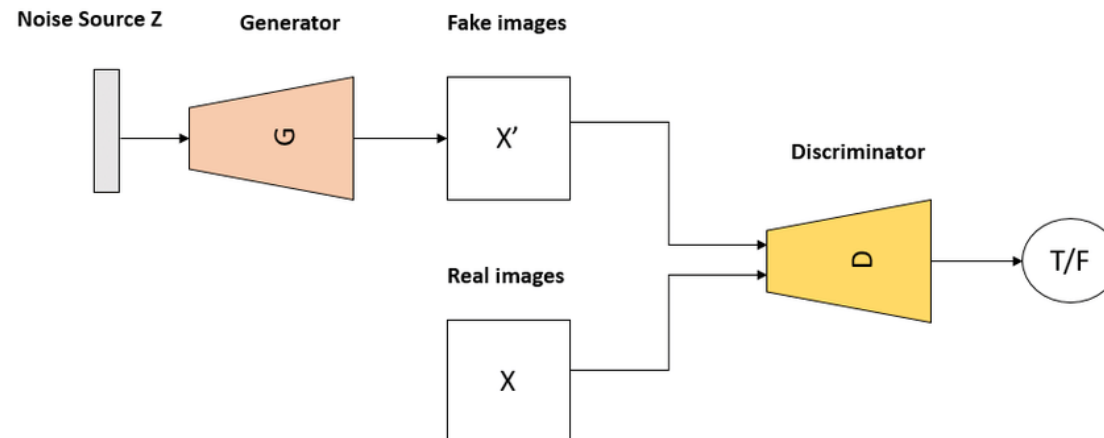 Noise Source Z
Generator
Fake images
G
X’
Discriminator
D
T/F
Real images
X